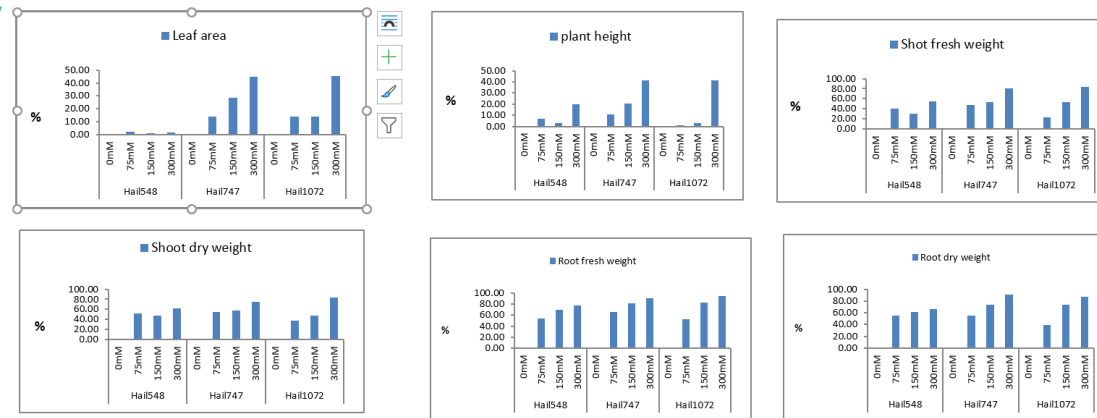 Leaf area
50.00
40.00
30.00
20.00
10.00
0.00
%
0mM 75mM 150mM 300mM 0mM 75mM 150mM 300mM 0mM 75mM 150mM 300mM
Hail548 Hail747 Hail1072
plant height
50.00
40.00
30.00
20.00
10.00
0.00
%
0mM 75mM 150mM 300mM 0mM 75mM 150mM 300mM 0mM 75mM 150mM 300mM
Hail548 Hail747 Hail1072
Shot fresh weight
100.00
80.00
60.00
40.00
20.00
0.00
%
0mM 75mM 150mM 300mM 0mM 75mM 150mM 300mM 0mM 75mM 150mM 300mM
Hail548 Hail747 Hail1072
Shoot dry weight
100.00
80.00
60.00
40.00
20.00
0.00
%
0mM 75mM 150mM 300mM 0mM 75mM 150mM 300mM 0mM 75mM 150mM 300mM
Hail548 Hail747 Hail1072
Root fresh weight
100.00
80.00
60.00
40.00
20.00
0.00
%
0mM 75mM 150mM 300mM 0mM 75mM 150mM 300mM 0mM 75mM 150mM 300mM
Hail548 Hail747 Hail1072
Root dry weight
100.00
80.00
60.00
40.00
20.00
0.00
%
0mM 75mM 150mM 300mM 0mM 75mM 150mM 300mM 0mM 75mM 150mM 300mM
Hail548 Hail747 Hail1072